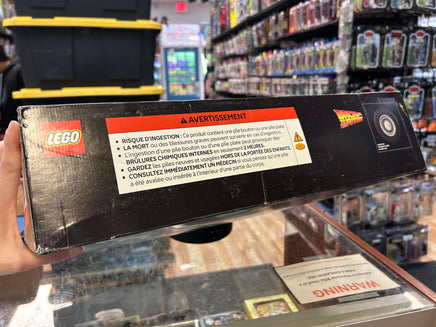 LEGO
AVERTISSEMENT
• RISQUE D'INGESTION : Ce produit contient une pile bouton ou une pile plate
• LA MORT ou des blessures graves peuvent survenir en cas d'ingestion.
• L'ingestion d'une pile bouton ou d'une pile plate peut provoquer des
BRÛLURES CHIMIQUES INTERNES en seulement 2 HEURES.
• GARDEZ les piles neuves et usagées HORS DE LA PORTÉE DES ENFANTS.
• CONSULTEZ IMMÉDIATEMENT UN MÉDECIN si vous pensez qu'une pile
a été avalée ou insérée à l'intérieur d'une partie du corps.
BACK
FUTURE
WARNING